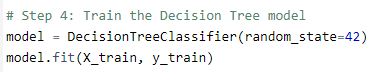 # Step 4: Train the Decision Tree model
model = DecisionTreeClassifier(random_state=42)
model.fit(X_train, y_train)